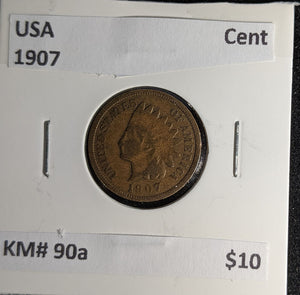 USA Cent
1907
UNITED STATES OF AMERICA
1907
KM# 90a $10